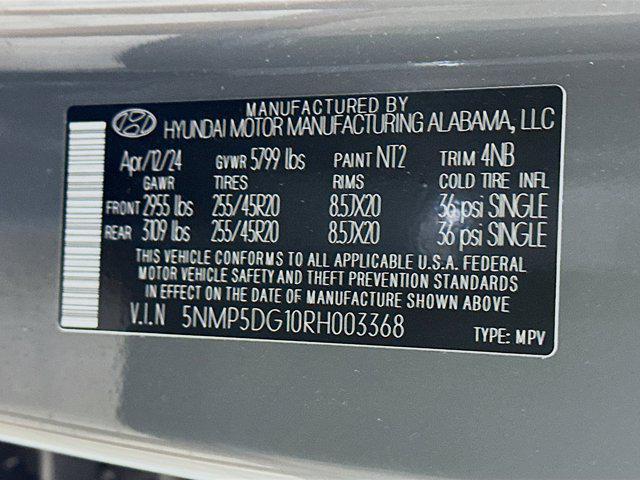 MANUFACTURED BY
HYUNDAI MOTOR MANUFACTURING ALABAMA, LLC
Apr/12/24 GVWR 5799 lbs PAINT NT2 TRIM 4NB
GAWR TIRES RIMS COLD TIRE INFL
FRONT 2955 lbs 255/45R20 8.5JX20 36 psi SINGLE
REAR 3109 lbs 255/45R20 8.5JX20 36 psi SINGLE
THIS VEHICLE CONFORMS TO ALL APPLICABLE U.S.A. FEDERAL
MOTOR VEHICLE SAFETY AND THEFT PREVENTION STANDARDS
IN EFFECT ON THE DATE OF MANUFACTURE SHOWN ABOVE
V.I.N 5NMP5DG10RH003368
TYPE: MPV